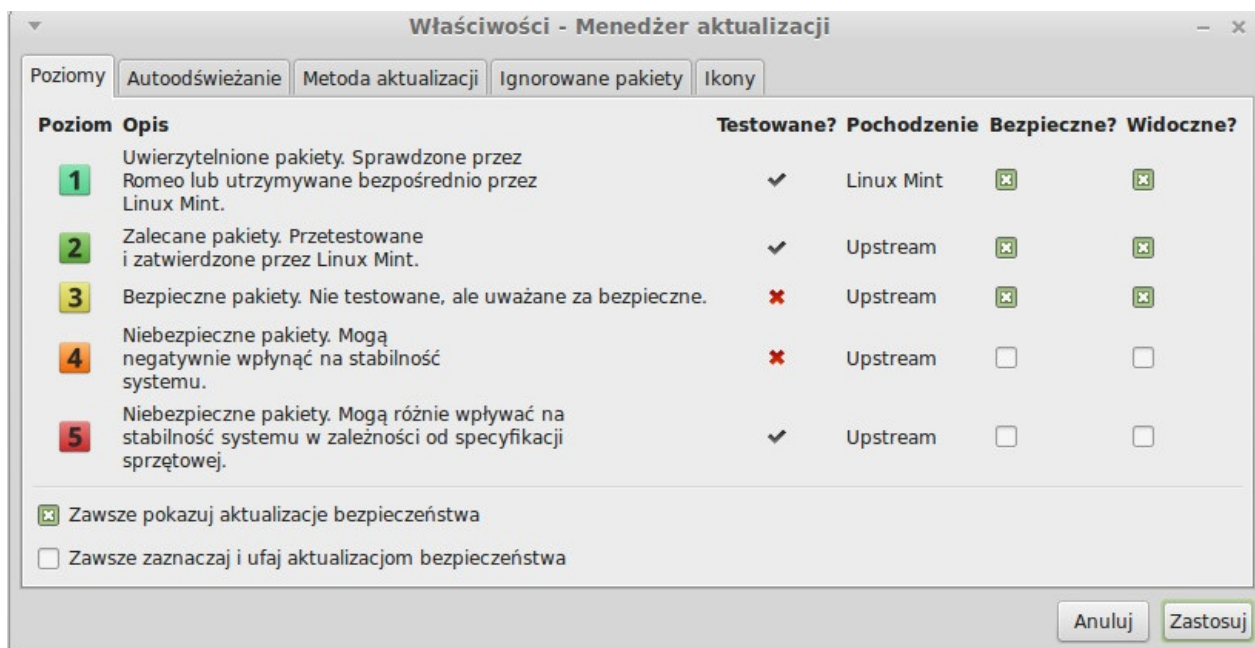 Właściwości - Menedżer aktualizacji
Poziomy Autoodświeżanie Metoda aktualizacji Ignorowane pakiety Ikony
Poziom Opis Testowane? Pochodzenie Bezpieczne? Widoczne?
1 Uwierzytelnione pakiety. Sprawdzone przez
Romeo lub utrzymywane bezpośrednio przez
Linux Mint.
Linux Mint
2 Zalecane pakiety. Przetestowane
i zatwierdzone przez Linux Mint.
Upstream
3 Bezpieczne pakiety. Nie testowane, ale uważane za bezpieczne. Upstream
4 Niebezpieczne pakiety. Mogą
negatywnie wpłynąć na stabilność
systemu.
Upstream
5 Niebezpieczne pakiety. Mogą różnie wpływać na
stabilność systemu w zależności od specyfikacji
sprzętowej.
Upstream
Zawsze pokazuj aktualizacje bezpieczeństwa
Zawsze zaznaczaj i ufaj aktualizacjom bezpieczeństwa
Anuluj Zastosuj